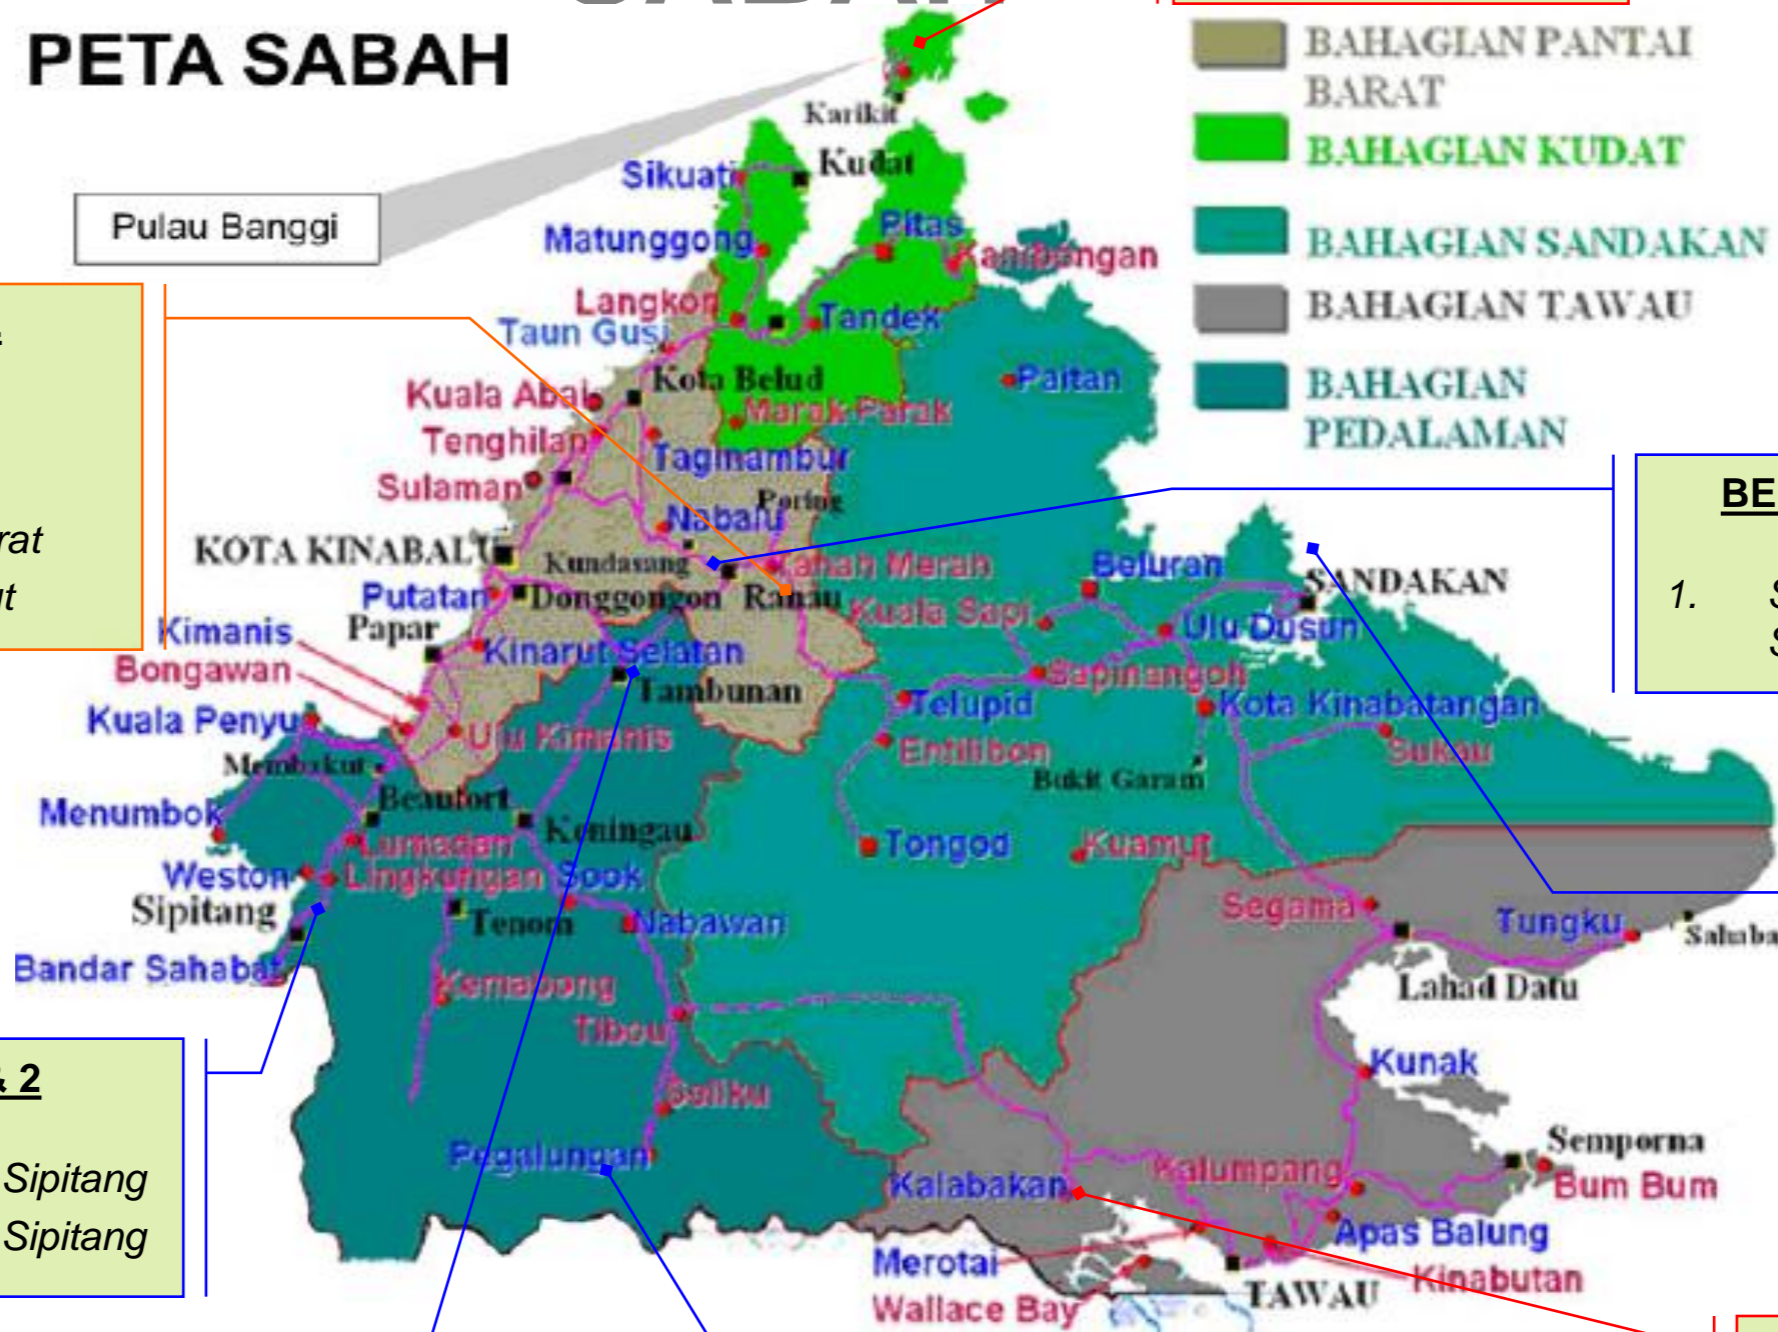 SABAH
PETA SABAH
BAHAGIAN PANTAI
BARAT
BAHAGIAN KUDAT
BAHAGIAN SANDAKAN
BAHAGIAN TAWAU
BAHAGIAN
PEDALAMAN
Pulau Banggi
Karikit
Kudat
Sikuati
Pitas
Matunggong
Kanibongan
Langkon
Tandek
Taun Gusi
Kota Belud
Paitan
Kuala Abai
Marak Parak
Tenghilan
Taginambur
Sulaman
Poring
Nabalu
KOTA KINABALU
Kundasang
Tanah Merah
Beluran
SANDAKAN
Putatan
Donggongon
Ranau
Kuala Sapi
Ulu Dusun
Papar
Kimanis
Kinarut Selatan
Bongawan
Tambunan
Sapinangoh
Telupid
Kota Kinabatangan
Kuala Penyu
Ulu Kimanis
Entilibon
Sukau
Membakut
Bukit Garam
Menumbok
Beaufort
Keningau
Lumadan
Tongod
Kuamut
Weston
Lingkungan
Sook
Sipitang
Tenom
Nabawan
Segama
Tungku
Sahaba
Bandar Sahabat
Kemabong
Lahad Datu
Tibou
Kunak
Saliku
Semporna
Pegalungan
Kalabakan
Kalumpang
Bum Bum
Apas Balung
Merotai
Kinabutan
Wallace Bay
TAWAU
rat
ut
BE
1. S
S
& 2
Sipitang
Sipitang